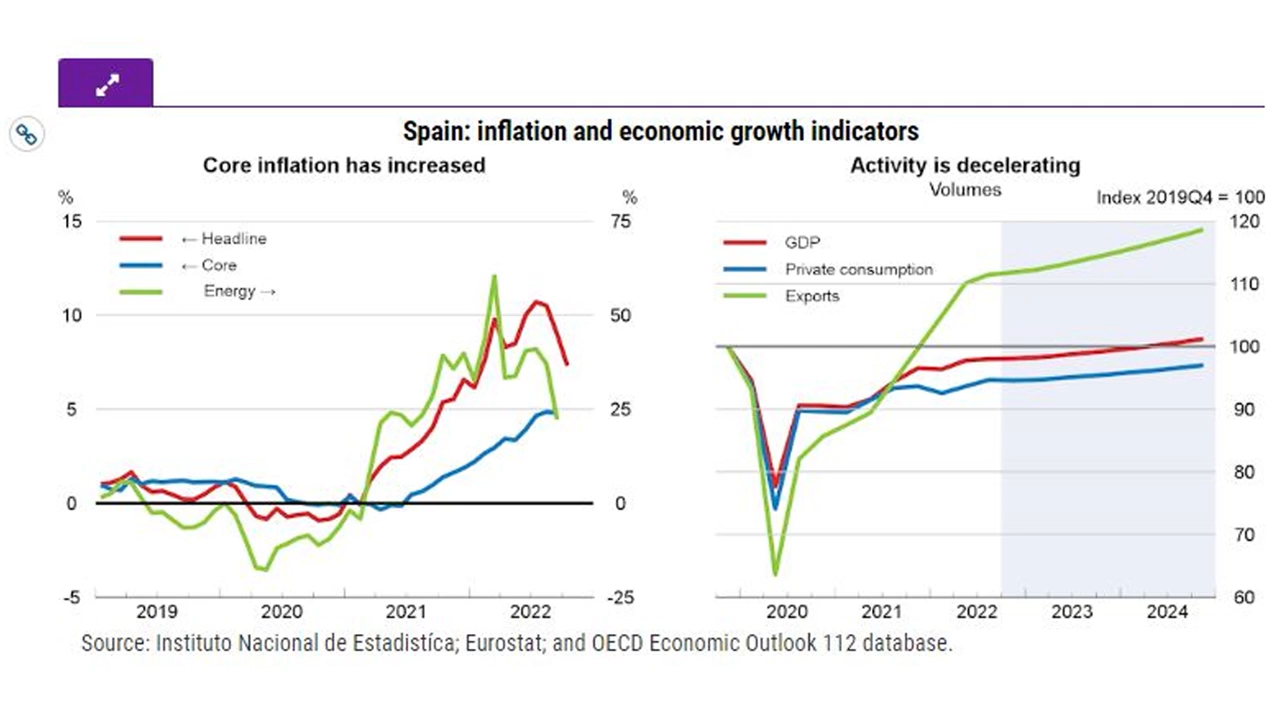 Spain: inflation and economic growth indicators
Core inflation has increased
%
%
15
75
← Headline
← Core
Energy →
10
50
5
25
0
0
-5
-25
2019
2020
2021
2022
Activity is decelerating
Volumes
Index 2019Q4 = 100
120
GDP
Private consumption
Exports
110
100
90
80
70
60
2020
2021
2022
2023
2024
Source: Instituto Nacional de Estadistíca; Eurostat; and OECD Economic Outlook 112 database.